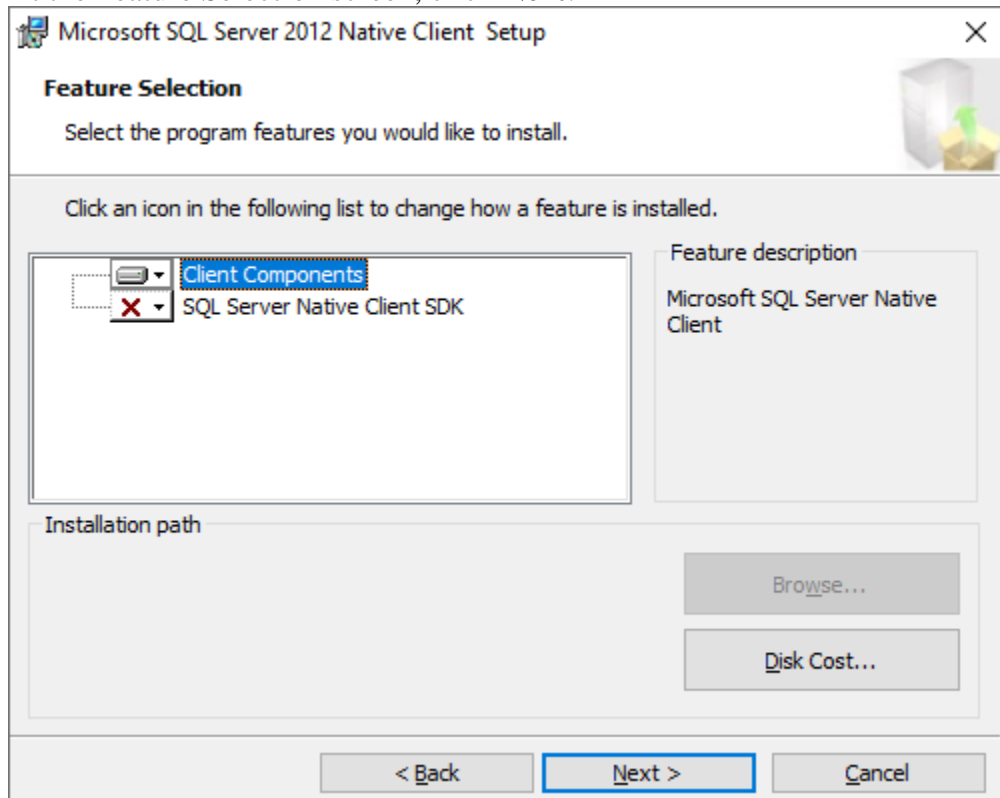 Microsoft SQL Server 2012 Native Client Setup
Feature Selection
Select the program features you would like to install.
Click an icon in the following list to change how a feature is installed.
Client Components
SQL Server Native Client SDK
Feature description
Microsoft SQL Server Native
Client
Installation path
Browse...
Disk Cost...
< Back
Next >
Cancel